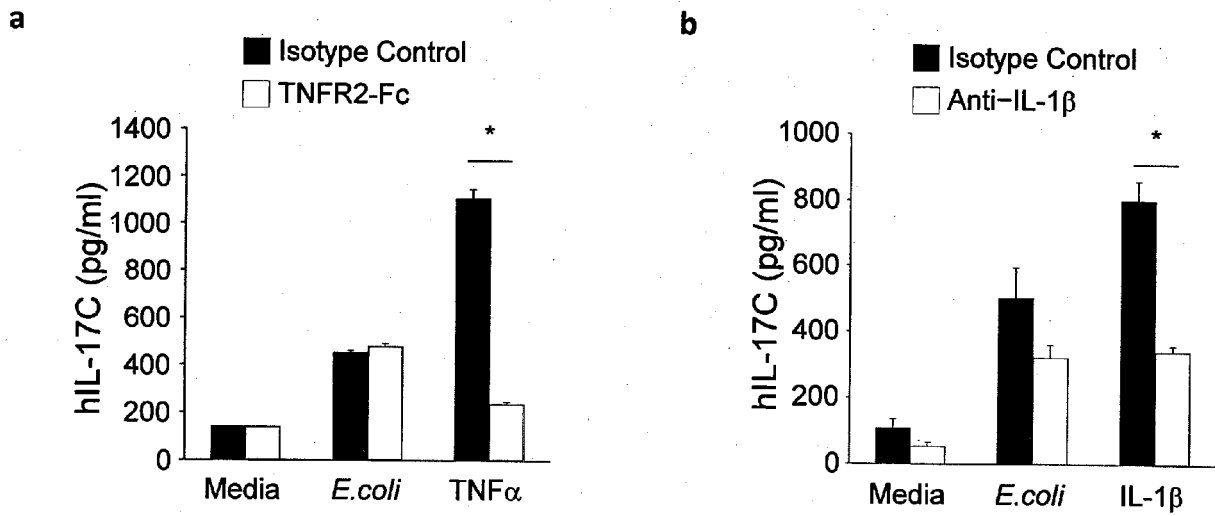 a
Isotype Control
TNFR2-Fc
hIL-17C (pg/ml)
1400
1200
1000
800
600
400
200
0
*
Media E.coli TNFα
b
Isotype Control
Anti-IL-1β
hIL-17C (pg/ml)
1000
800
600
400
200
0
*
Media E.coli IL-1β